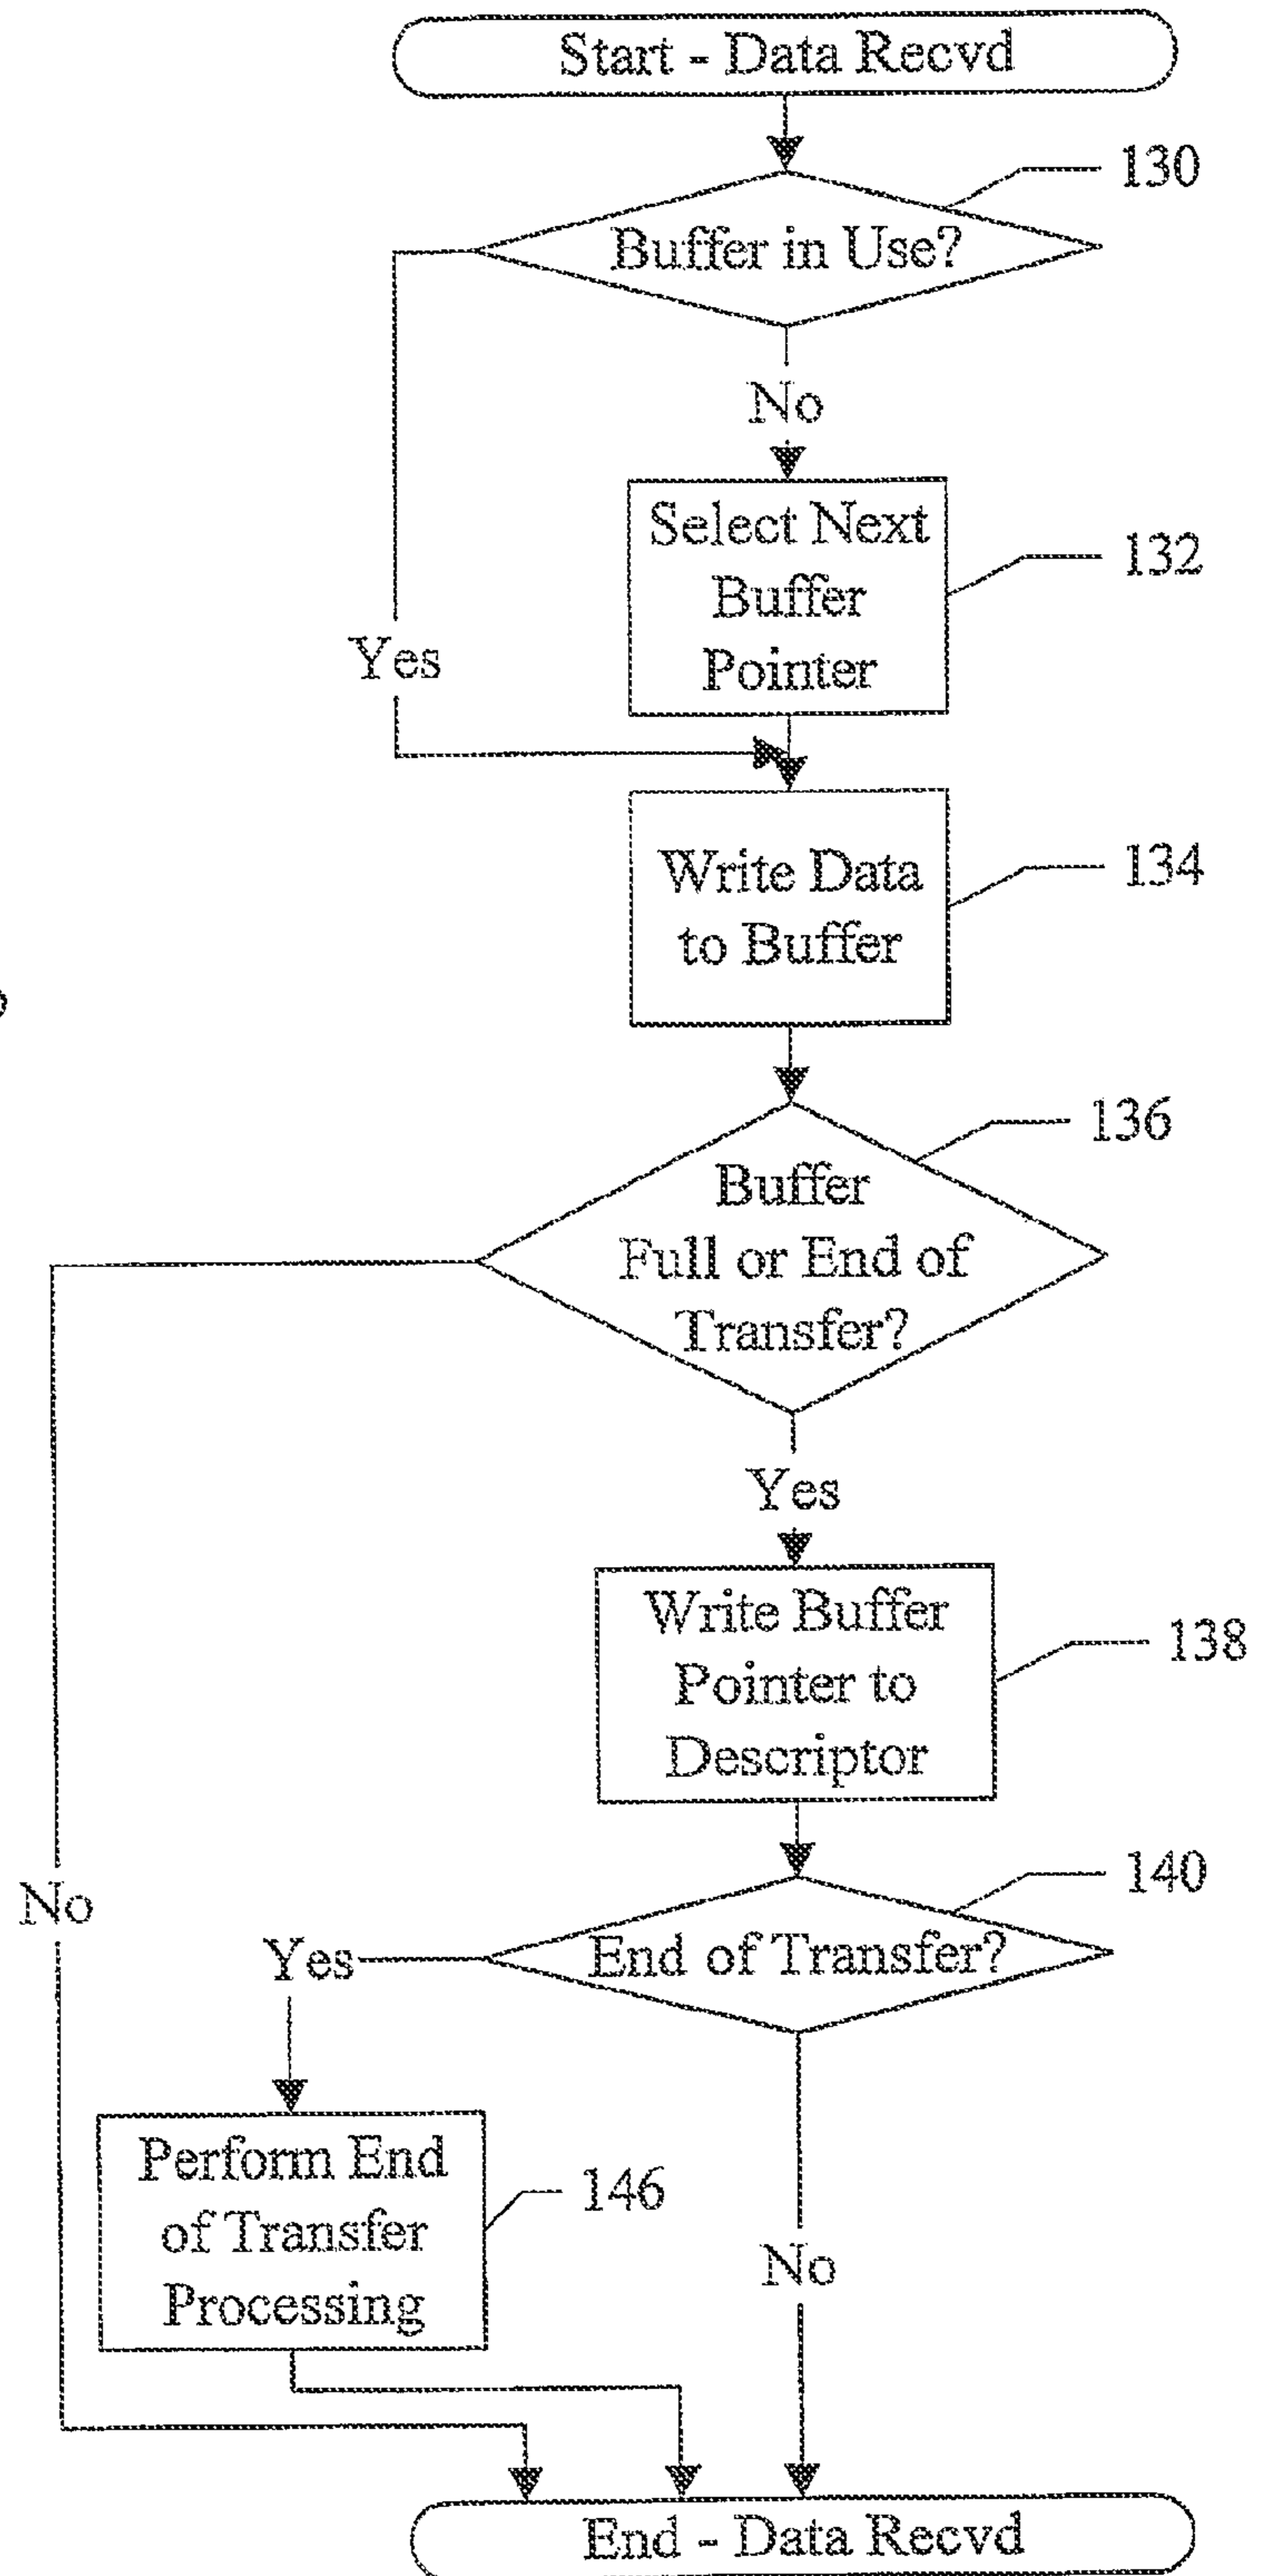 Start - Data Recvd
130
Buffer in Use?
No
Select Next
Buffer
Pointer
132
Yes
Write Data
to Buffer
134
136
Buffer
Full or End of
Transfer?
Yes
Write Buffer
Pointer to
Descriptor
138
140
No
Yes
End of Transfer?
Perform End
of Transfer
Processing
146
No
End - Data Recvd